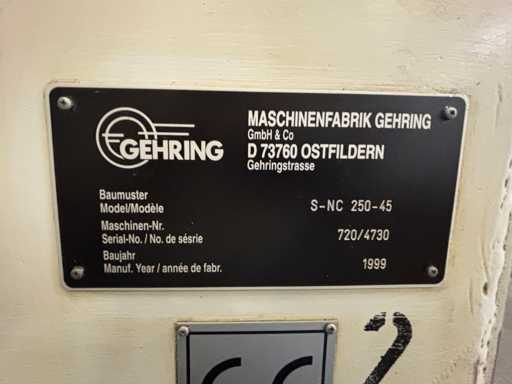 GEHRING
MASCHINENFABRIK GEHRING
GmbH & Co
D 73760 OSTFILDERN
Gehringstrasse
Baumuster
Model/Modèle S-NC 250-45
Maschinen-Nr.
Serial-No. / No. de sésrie 720/4730
Baujahr
Manuf. Year / année de fabr. 1999
2